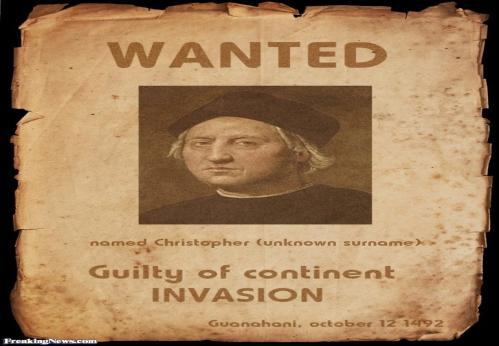 WANTED
named Christopher (unknown surname)
Guilty of continent
INVASION
Guanahani, october 12 1492
FreakingNews.com